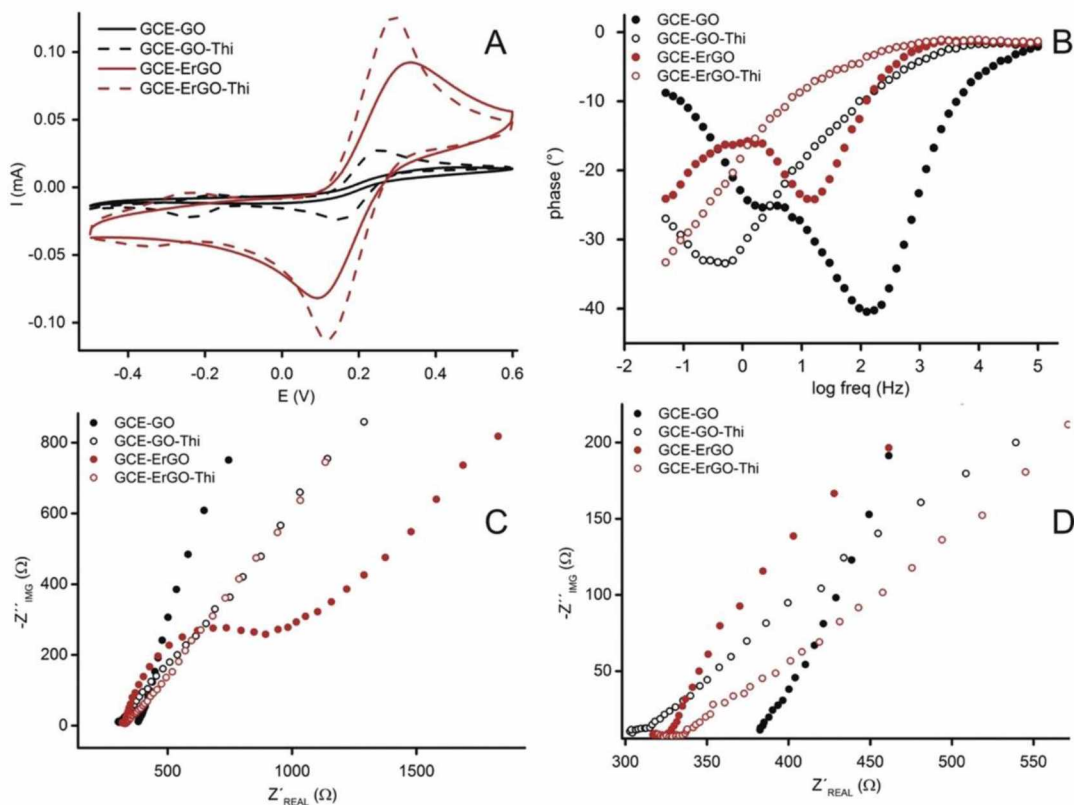 GCE-GO
GCE-GO-Thi
GCE-ErGO
GCE-ErGO-Thi
A
0.10
0.05
0.00
-0.05
-0.10
I (mA)
-0.4
-0.2
0.0
0.2
0.4
0.6
E (V)
GCE-GO
GCE-GO-Thi
GCE-ErGO
GCE-ErGO-Thi
B
0
-10
-20
-30
-40
phase (°)
-2
-1
0
1
2
3
4
5
log freq (Hz)
GCE-GO
GCE-GO-Thi
GCE-ErGO
GCE-ErGO-Thi
C
800
600
400
200
0
-Z´´IMG (Ω)
500
1000
1500
Z´REAL (Ω)
GCE-GO
GCE-GO-Thi
GCE-ErGO
GCE-ErGO-Thi
D
200
150
100
50
-Z´´IMG (Ω)
300
350
400
450
500
550
Z´REAL (Ω)